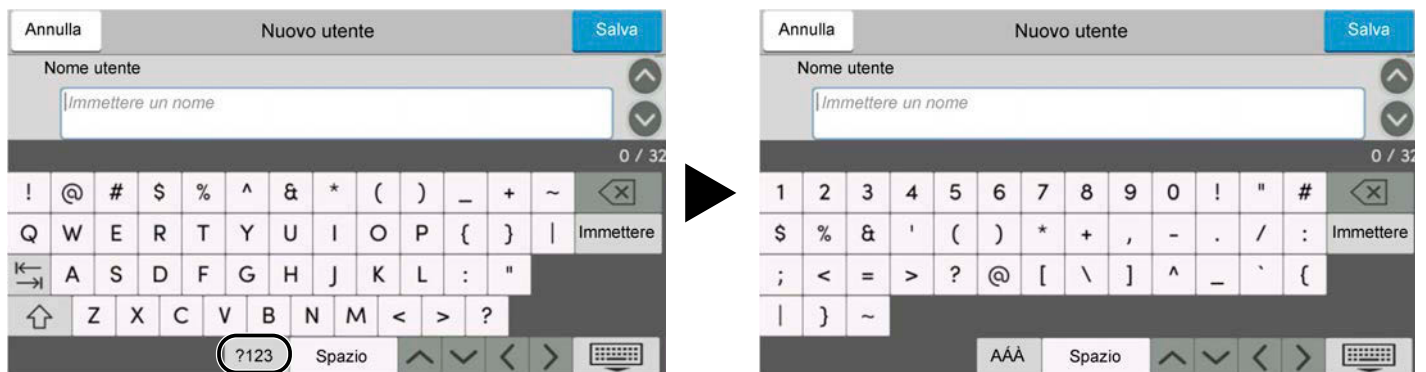 Annulla Nuovo utente Salva
Nome utente
Immettere un nome
0 / 32
! @ # $ % ^ & * ( ) _ + ~
Q W E R T Y U I O P { } | Immettere
A S D F G H J K L : "
Z X C V B N M < > ?
?123 Spazio
Annulla Nuovo utente Salva
Nome utente
Immettere un nome
0 / 32
1 2 3 4 5 6 7 8 9 0 ! " #
$ % & ' ( ) * + , - . / : Immettere
; < = > ? @ [ \ ] ^ _ ` {
| } ~
AÁÀ Spazio